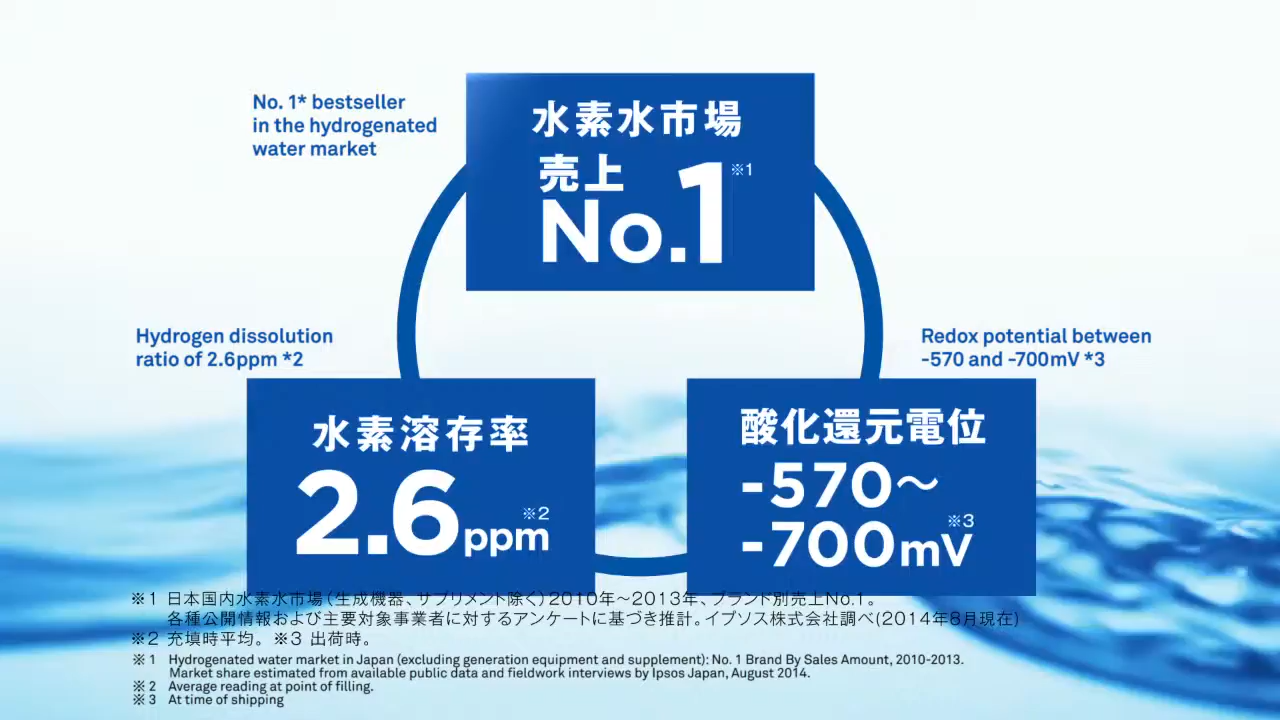 No. 1* bestseller
in the hydrogenated
water market
水素水市場
売上
No.1 ※1
Hydrogen dissolution
ratio of 2.6ppm *2
水素溶存率
2.6ppm ※2
Redox potential between
-570 and -700mV *3
酸化還元電位
-570～
-700mV ※3
※1 日本国内水素水市場（生成機器、サプリメント除く）2010年～2013年、ブランド別売上No.1。
各種公開情報および主要対象事業者に対するアンケートに基づき推計。イプソス株式会社調べ(2014年8月現在)
※2 充填時平均。 ※3 出荷時。
※1 Hydrogenated water market in Japan (excluding generation equipment and supplement): No. 1 Brand By Sales Amount, 2010-2013.
Market share estimated from available public data and fieldwork interviews by Ipsos Japan, August 2014.
※2 Average reading at point of filling.
※3 At time of shipping